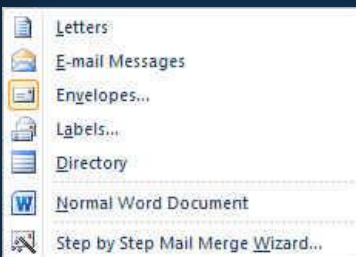 Letters
E-mail Messages
Envelopes...
Labels...
Directory
Normal Word Document
Step by Step Mail Merge Wizard...